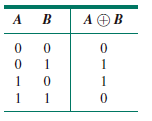 A B A ⊕ B
0 0 0
0 1 1
1 0 1
1 1 0